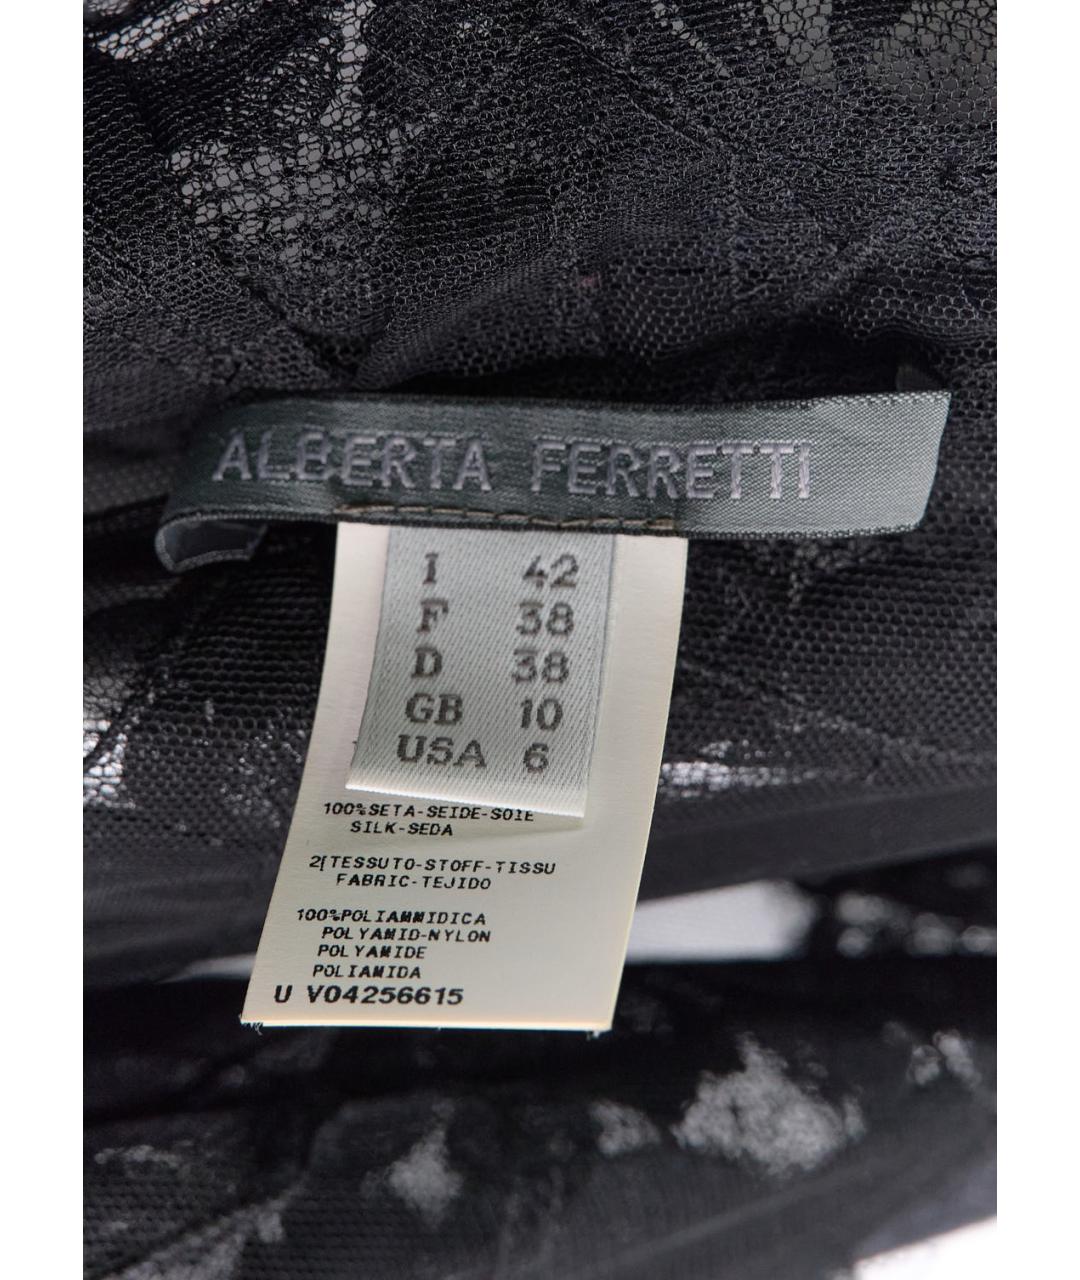 ALBERTA FERRETTI
I 42
F 38
D 38
GB 10
USA 6
100%SETA-SEIDE-SOIE
SILK-SEDA
2[TESSUTO-STOFF-TISSU
FABRIC-TEJIDO
100%POLIAMMIDICA
POLYAMID-NYLON
POLYAMIDE
POLIAMIDA
U V04256615